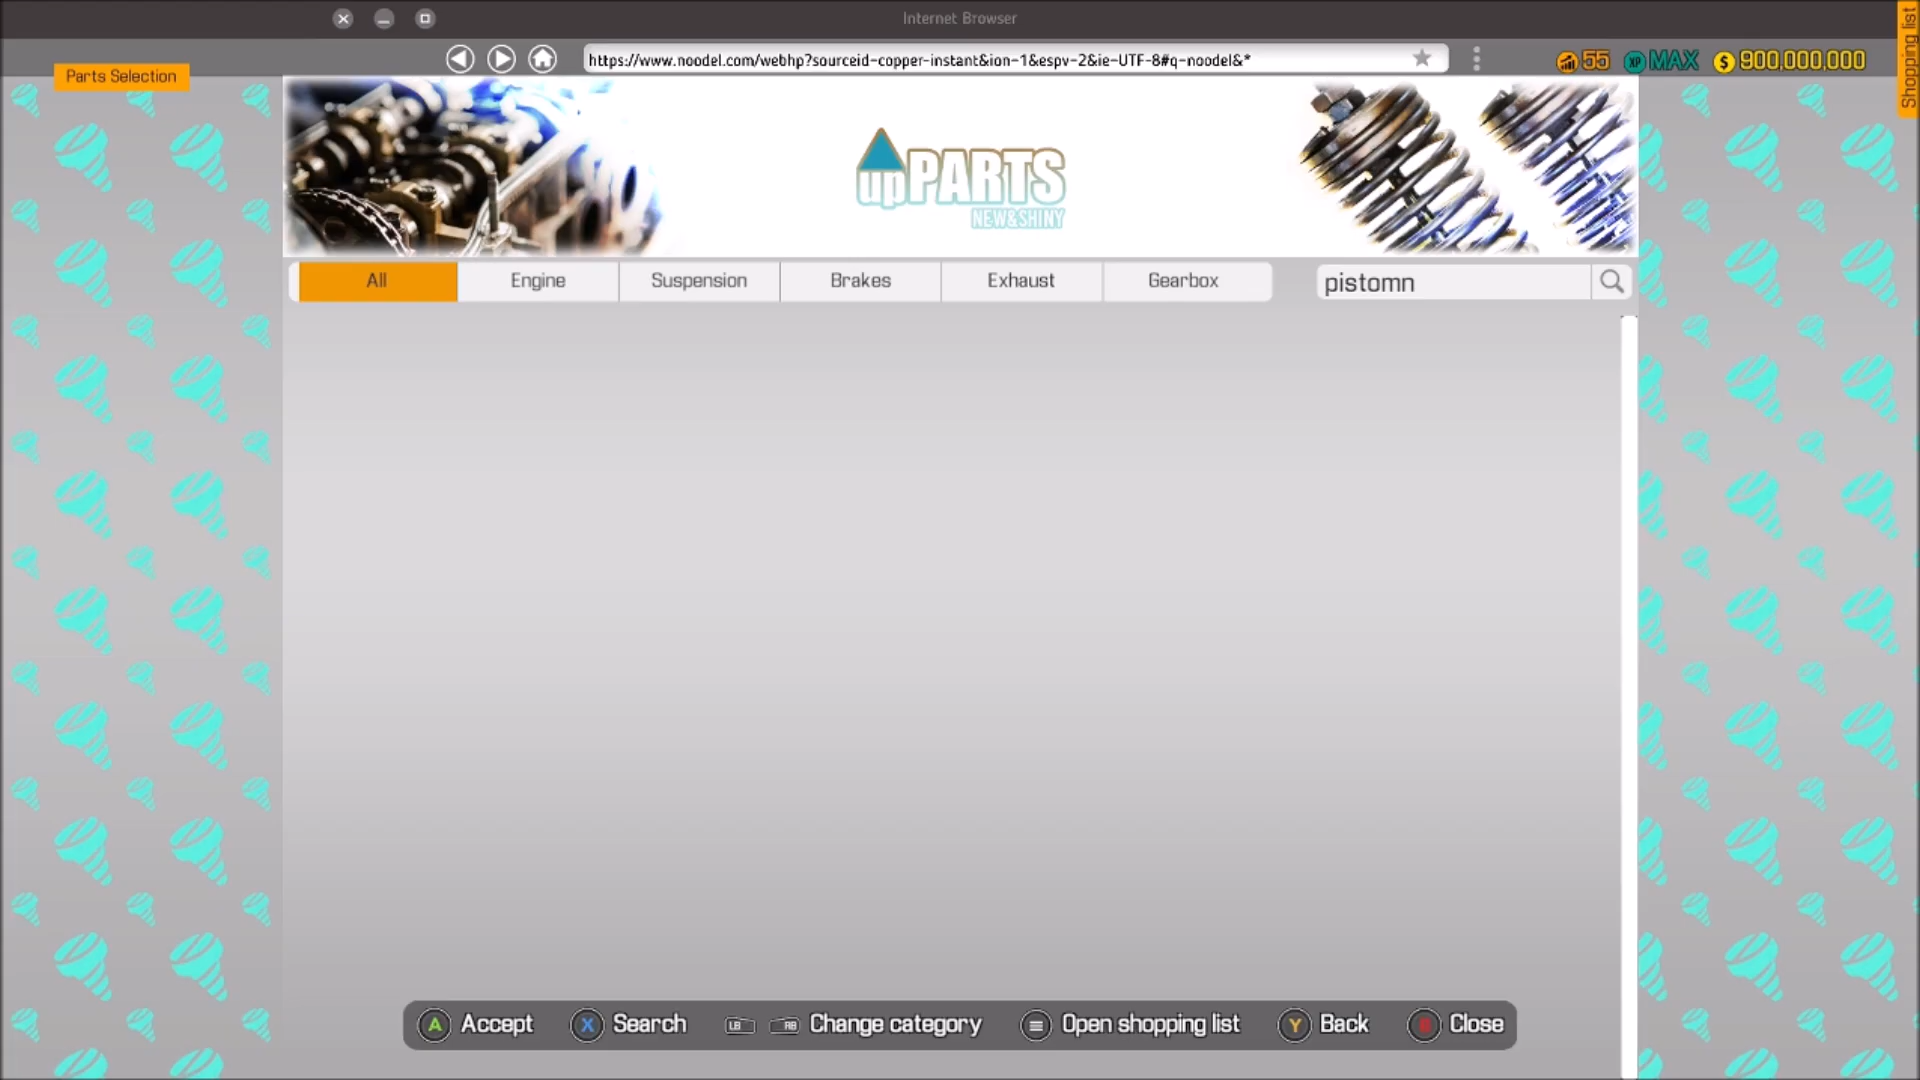 Internet Browser
Shopping list
https://www.noodel.com/webhp?sourceid-copper-instant&ion-1&espv-2&ie-UTF-8#q-noodel&*
55
XP MAX
$ 900,000,000
Parts Selection
upPARTS
NEW&SHINY
All
Engine
Suspension
Brakes
Exhaust
Gearbox
pistomn
A Accept
X Search
LB RB Change category
Open shopping list
Y Back
B Close